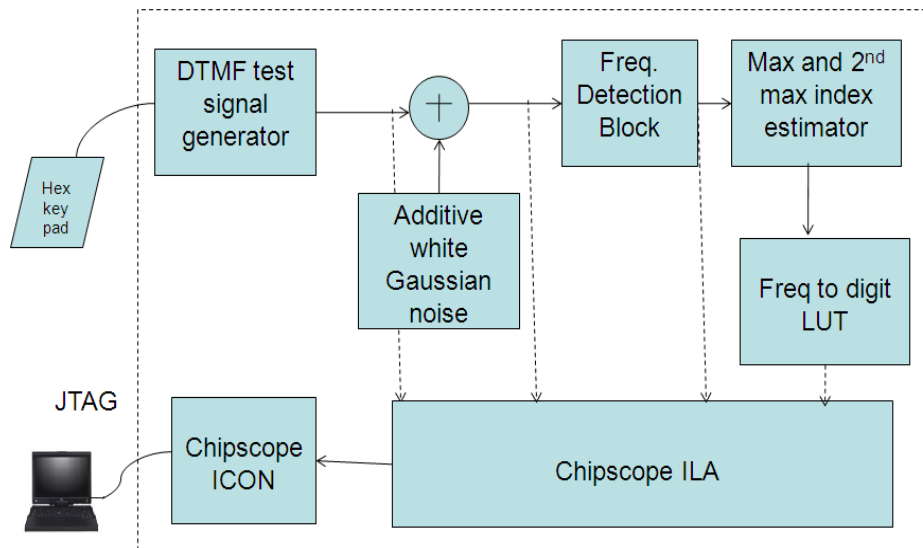 DTMF test
signal
generator
+
Freq.
Detection
Block
Max and 2nd
max index
estimator
Hex
key
pad
Additive
white
Gaussian
noise
Freq to digit
LUT
JTAG
Chipscope
ICON
Chipscope ILA